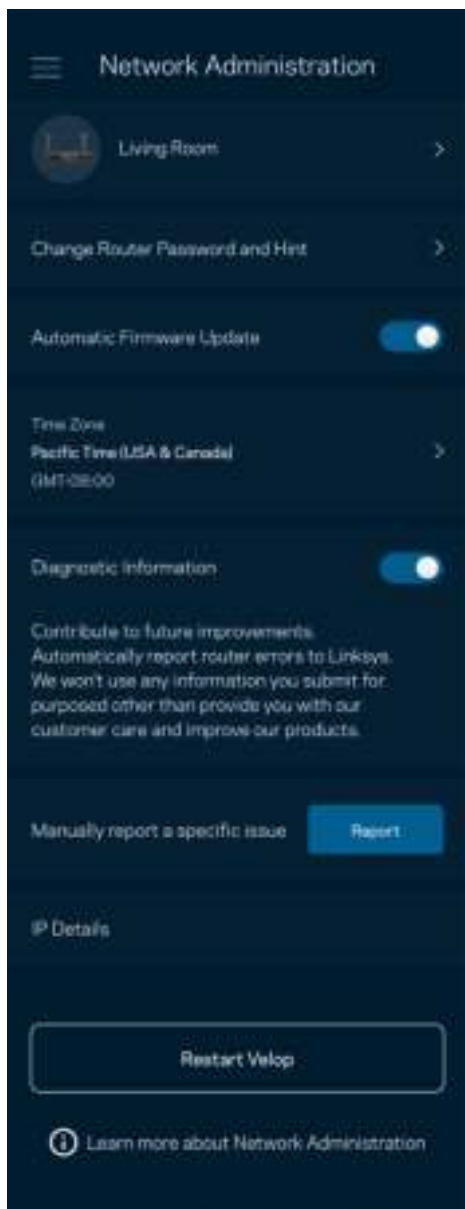 Network Administration
Living Room
Change Router Password and Hint
Automatic Firmware Update
Time Zone
Pacific Time (USA & Canada)
GMT-08:00
Diagnostic Information
Contribute to future improvements.
Automatically report router errors to Linksys.
We won't use any information you submit for
purposed other than provide you with our
customer care and improve our products.
Manually report a specific issue
Report
IP Details
Restart Velop
Learn more about Network Administration